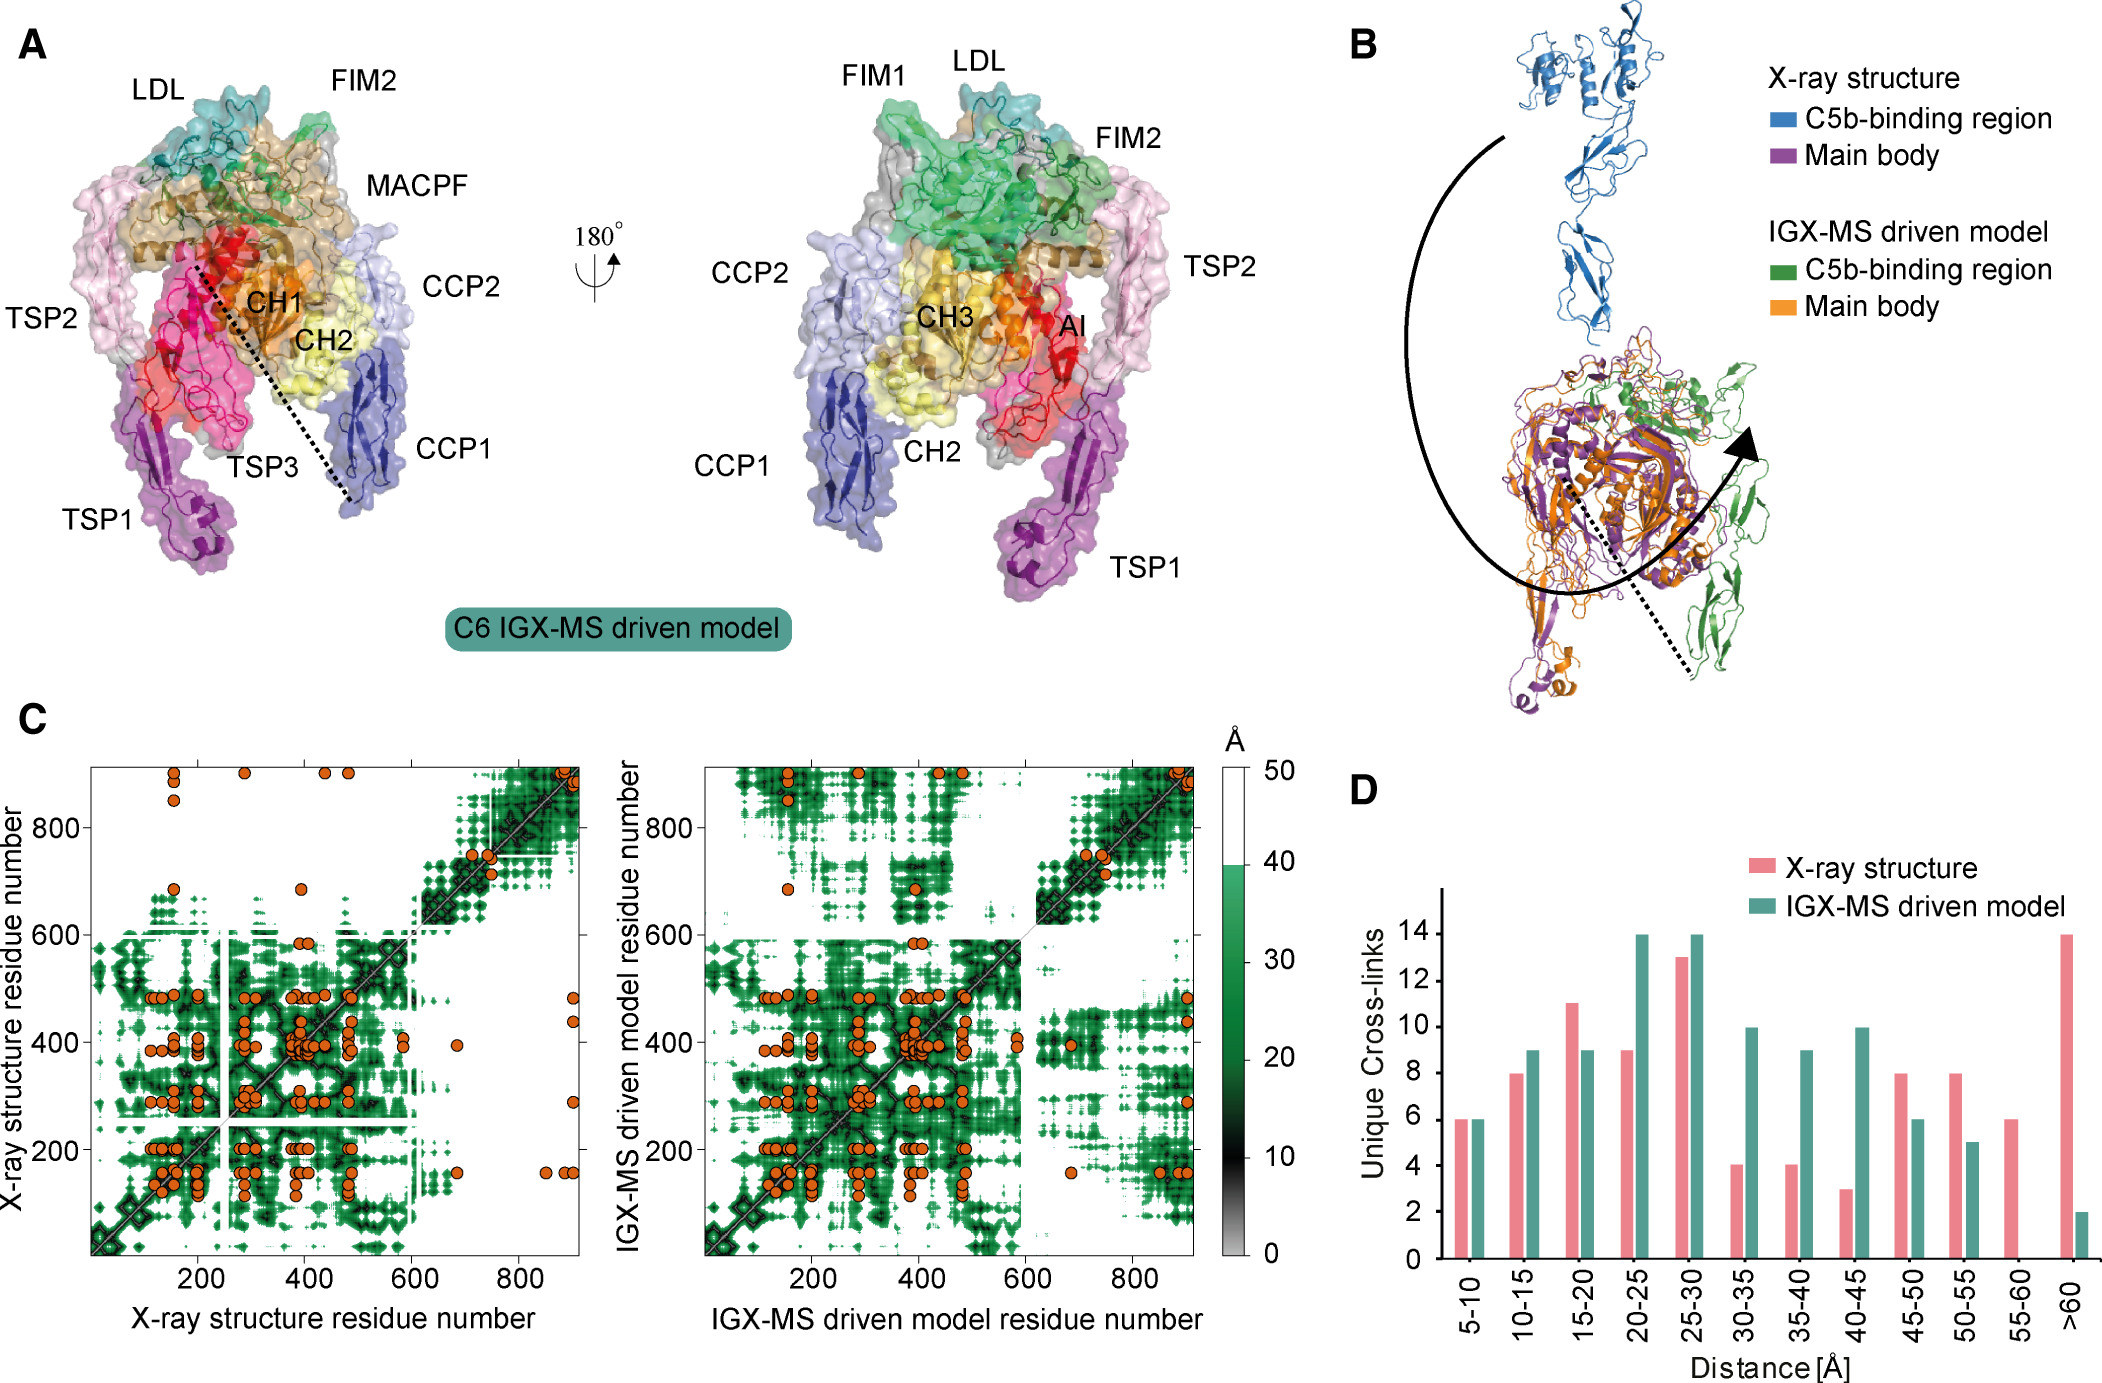 A
LDL
FIM2
MACPF
CCP2
CH1
CH2
TSP2
CCP1
TSP3
TSP1
180°
FIM1
LDL
FIM2
CCP2
TSP2
CH3
AI
CCP1
CH2
TSP1
C6 IGX-MS driven model
B
X-ray structure
C5b-binding region
Main body
IGX-MS driven model
C5b-binding region
Main body
C
X-ray structure residue number
800
600
400
200
200 400 600 800
X-ray structure residue number
IGX-MS driven model residue number
800
600
400
200
200 400 600 800
IGX-MS driven model residue number
Å
50
40
30
20
10
0
D
X-ray structure
IGX-MS driven model
Unique Cross-links
14
12
10
8
6
4
2
0
5-10 10-15 15-20 20-25 25-30 30-35 35-40 40-45 45-50 50-55 55-60 >60
Distance [Å]